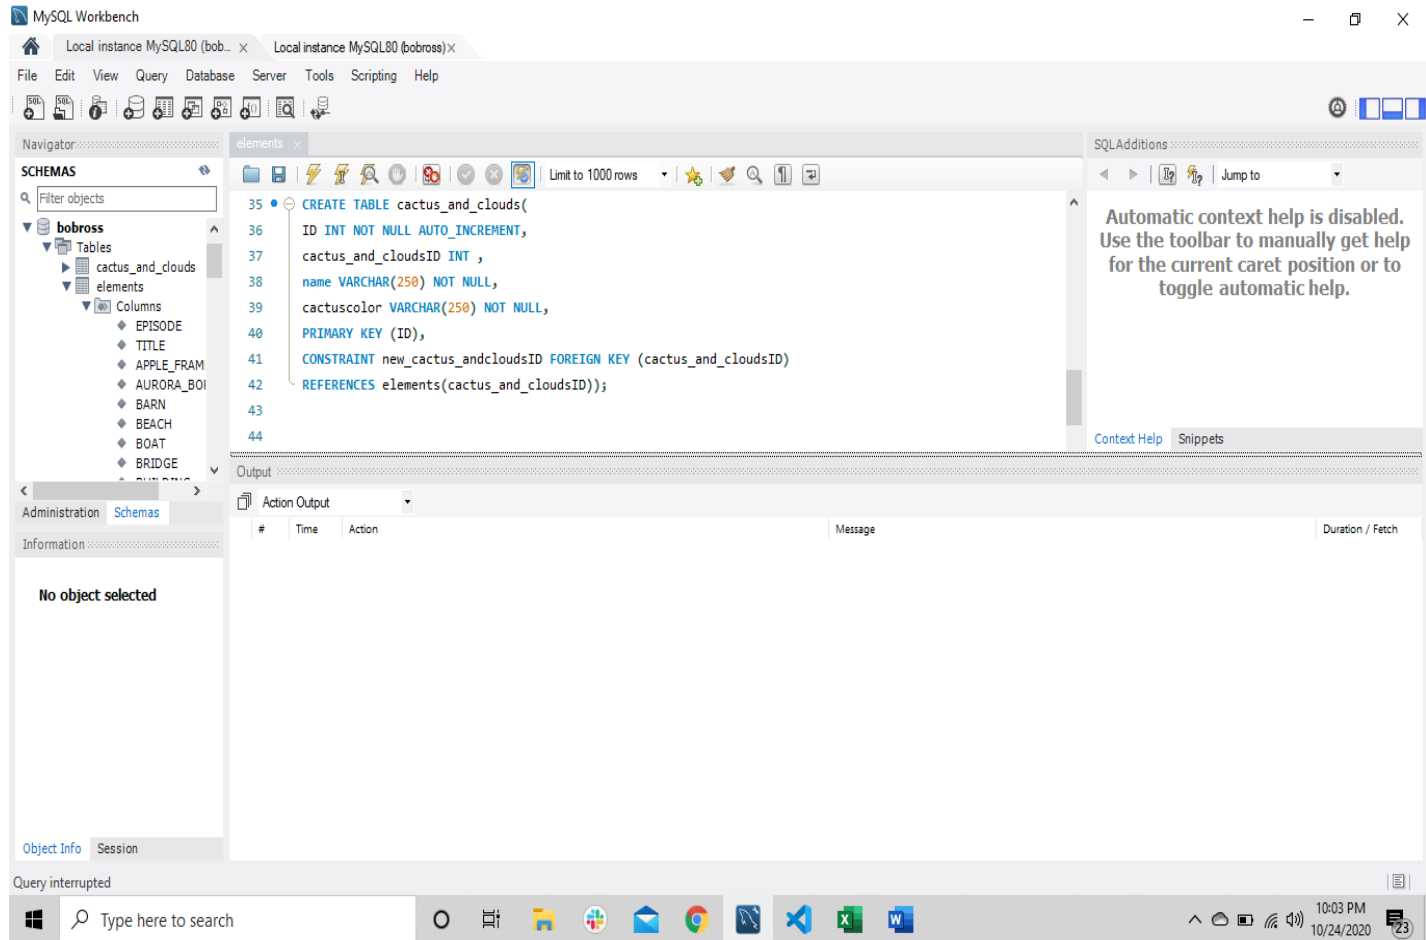 MySQL Workbench
Local instance MySQL80 (bob... × Local instance MySQL80 (bobross) ×
File Edit View Query Database Server Tools Scripting Help
Navigator
SCHEMAS
Filter objects
bobross
Tables
cactus_and_clouds
elements
Columns
EPISODE
TITLE
APPLE_FRAM
AURORA_BO
BARN
BEACH
BOAT
BRIDGE
Administration Schemas
Information
No object selected
Object Info Session
elements ×
Limit to 1000 rows
35 CREATE TABLE cactus_and_clouds(
36 ID INT NOT NULL AUTO_INCREMENT,
37 cactus_and_cloudsID INT ,
38 name VARCHAR(250) NOT NULL,
39 cactuscolor VARCHAR(250) NOT NULL,
40 PRIMARY KEY (ID),
41 CONSTRAINT new_cactus_andcloudsID FOREIGN KEY (cactus_and_cloudsID)
42 REFERENCES elements(cactus_and_cloudsID));
43
44
SQLAdditions
Jump to
Automatic context help is disabled.
Use the toolbar to manually get help
for the current caret position or to
toggle automatic help.
Context Help Snippets
Output
Action Output
# Time Action Message Duration / Fetch
Query interrupted
Type here to search
10:03 PM
10/24/2020
23